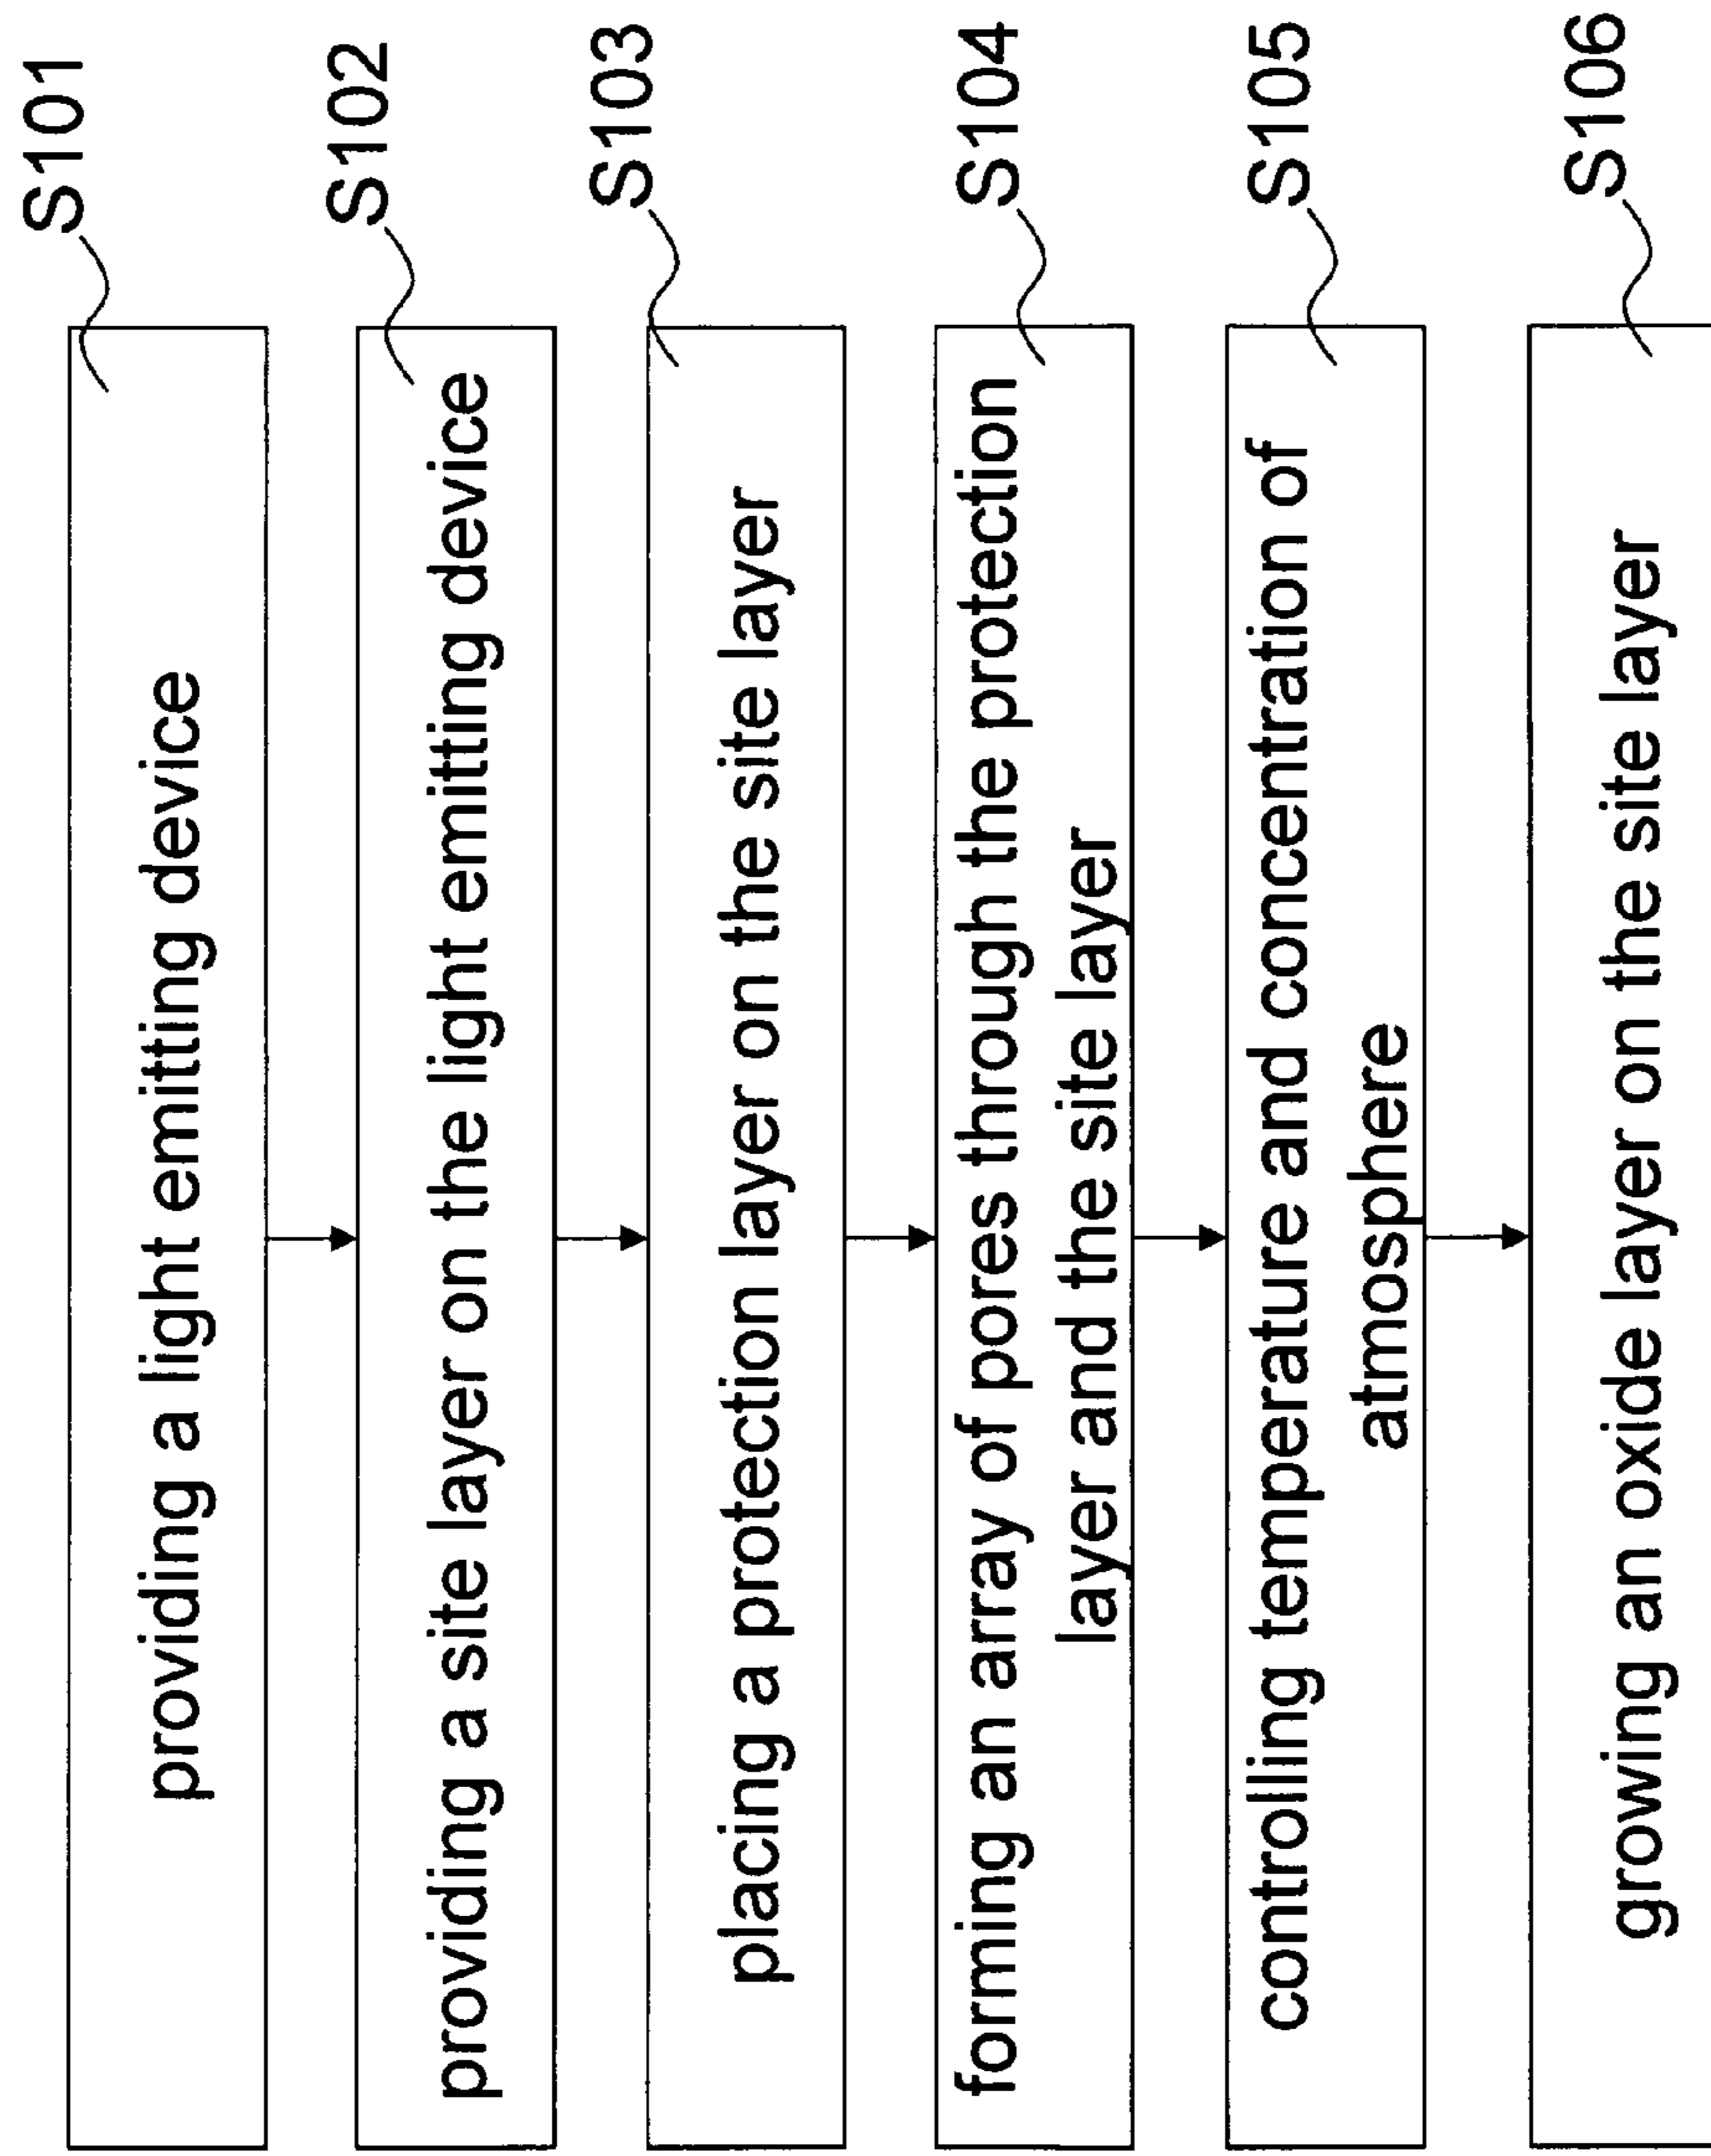 S101
providing a light emitting device
S102
providing a site layer on the light emitting device
S103
placing a protection layer on the site layer
S104
forming an array of pores through the protection
layer and the site layer
S105
controlling temperature and concentration of
atmosphere
S106
growing an oxide layer on the site layer